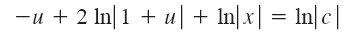 −u + 2 ln|1 + u| + ln|x| = ln|c|